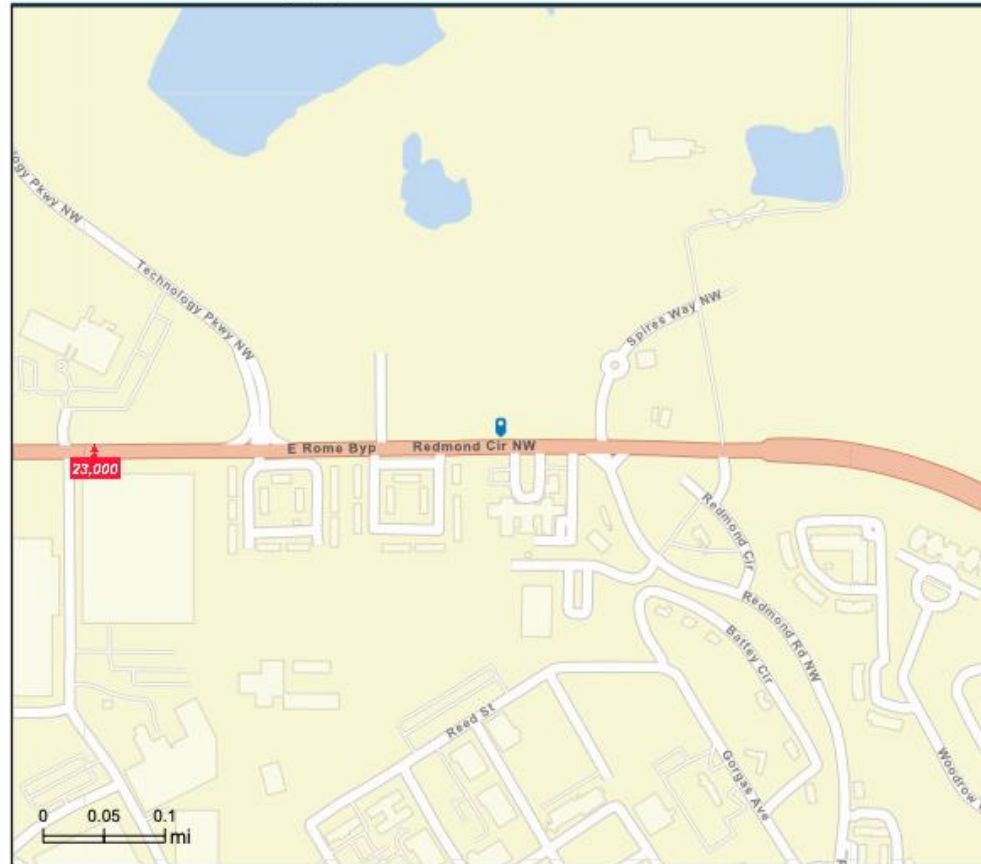 ogy Pkwy NW
Technology Pkwy NW
Spires Way NW
E Rome Byp
Redmond Cir NW
23,000
Redmond Cir
Redmond Rd NW
Battey Cir
Reed St
Gorgas Ave
Woodrow
0 0.05 0.1
mi